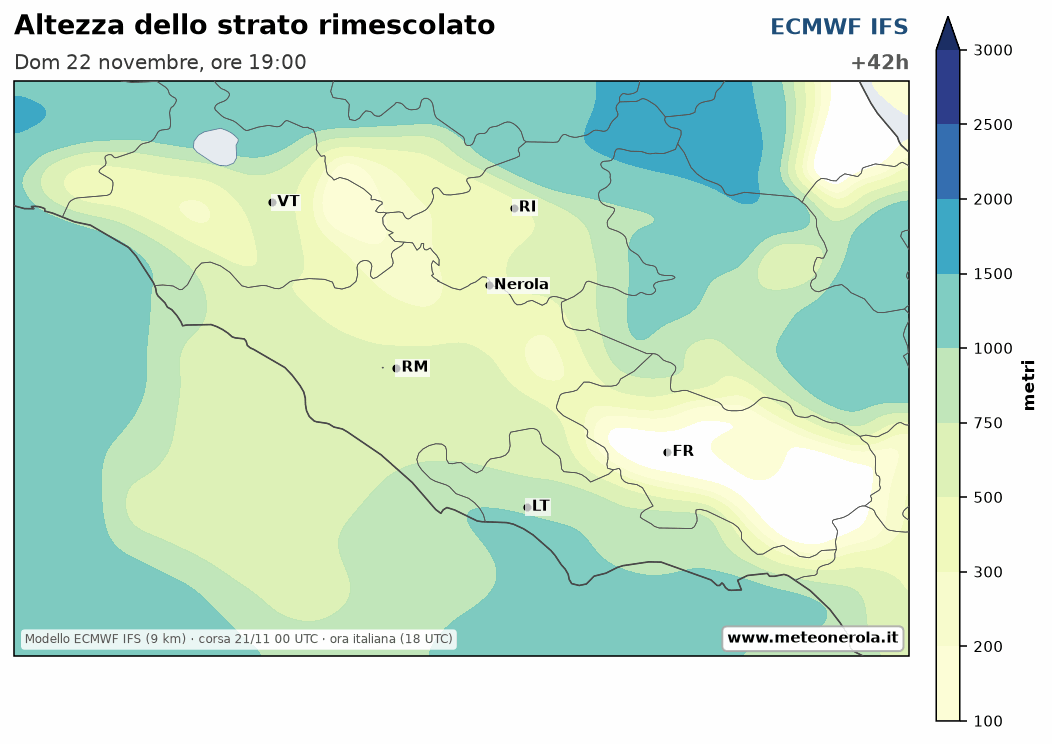 Altezza dello strato rimescolato
ECMWF IFS
Dom 22 novembre, ore 19:00
+42h
VT
RI
Nerola
RM
FR
LT
3000
2500
2000
1500
1000
750
500
300
200
100
metri
Modello ECMWF IFS (9 km) · corsa 21/11 00 UTC · ora italiana (18 UTC)
www.meteonerola.it